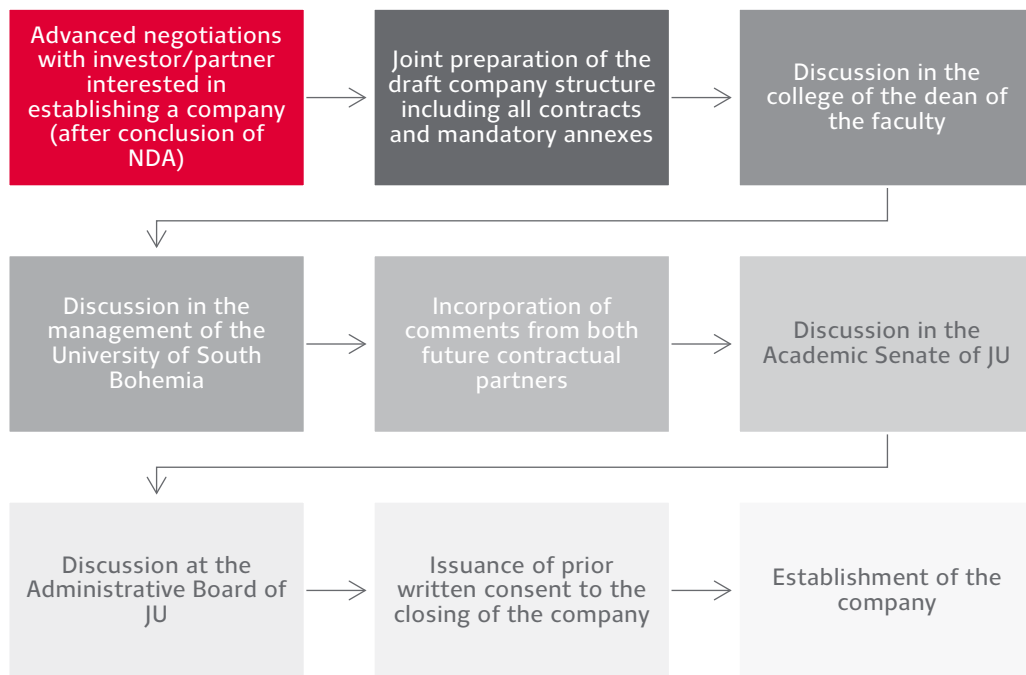 Advanced negotiations
with investor/partner
interested in
establishing a company
(after conclusion of
NDA)
Joint preparation of the
draft company structure
including all contracts
and mandatory annexes
Discussion in the
college of the dean of
the faculty
Discussion in the
management of the
University of South
Bohemia
Incorporation of
comments from both
future contractual
partners
Discussion in the
Academic Senate of JU
Discussion at the
Administrative Board of
JU
Issuance of prior
written consent to the
closing of the company
Establishment of the
company